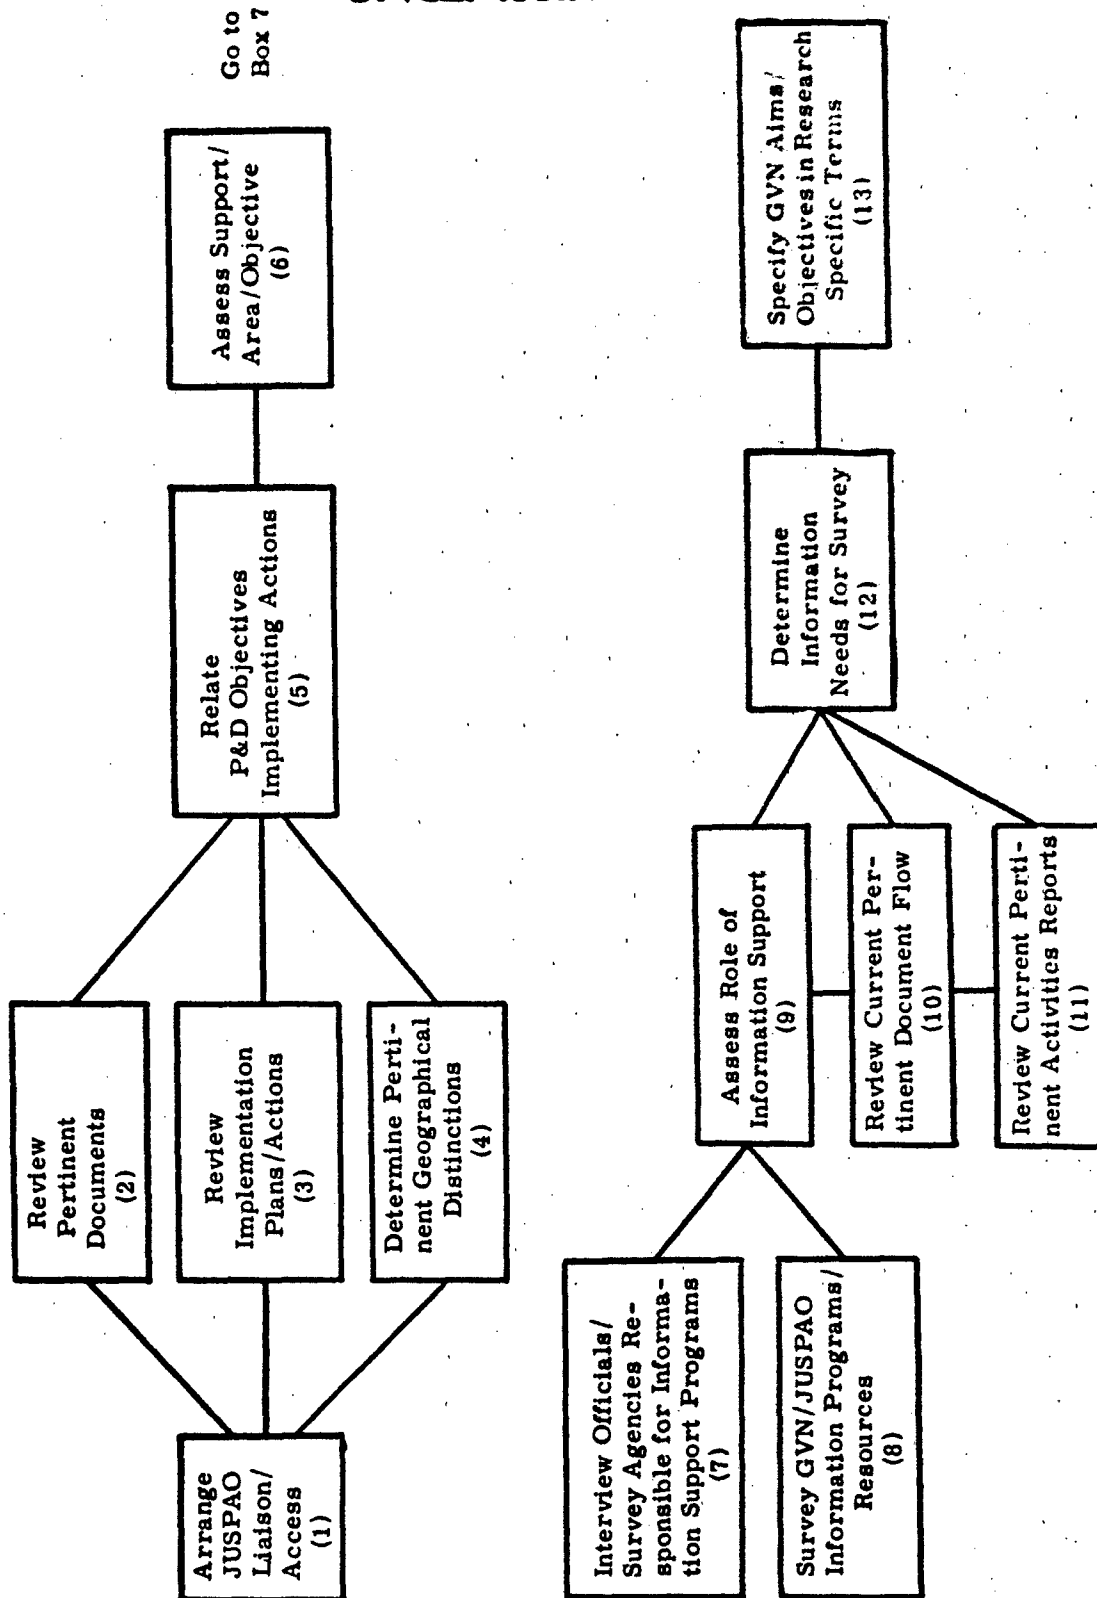 Arrange
JUSPAO
Liaison/
Access
(1)
Review
Pertinent
Documents
(2)
Review
Implementation
Plans/Actions
(3)
Determine Perti-
nent Geographical
Distinctions
(4)
Relate
P&D Objectives
Implementing Actions
(5)
Assess Support/
Area/Objective
(6)
Go to
Box 7
Interview Officials/
Survey Agencies Re-
sponsible for Informa-
tion Support Programs
(7)
Survey GVN/JUSPAO
Information Programs/
Resources
(8)
Assess Role of
Information Support
(9)
Review Current Per-
tinent Document Flow
(10)
Review Current Perti-
nent Activities Reports
(11)
Determine
Information
Needs for Survey
(12)
Specify GVN Aims/
Objectives in Research
Specific Terms
(13)